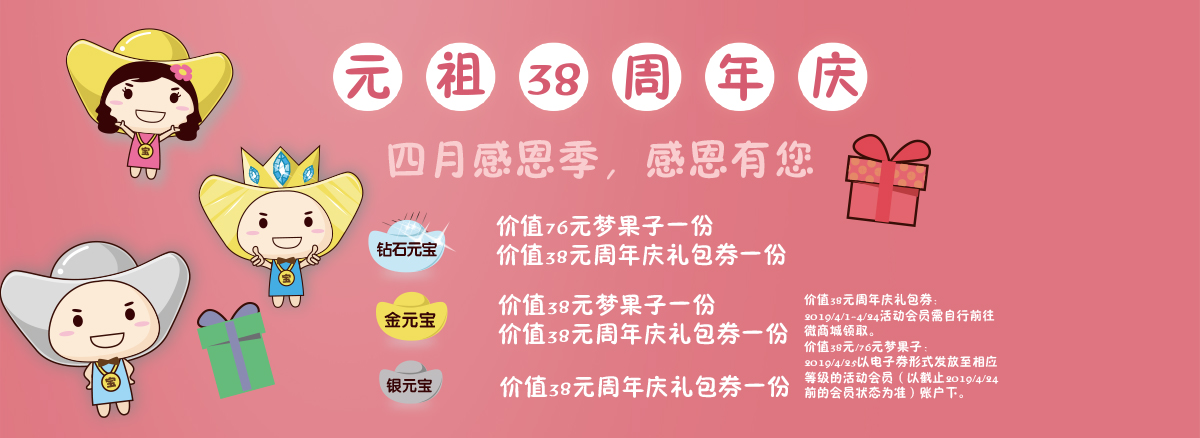 元祖38周年庆
四月感恩季，感恩有您
钻石元宝
价值76元梦果子一份
价值38元周年庆礼包券一份
金元宝
价值38元梦果子一份
价值38元周年庆礼包券一份
银元宝
价值38元周年庆礼包券一份
价值38元周年庆礼包券：
2019/4/1-4/24活动会员需自行前往
微商城领取。
价值38元/76元梦果子：
2019/4/25以电子券形式发放至相应
等级的活动会员（以截止2019/4/24
前的会员状态为准）账户下。
宝
宝
宝